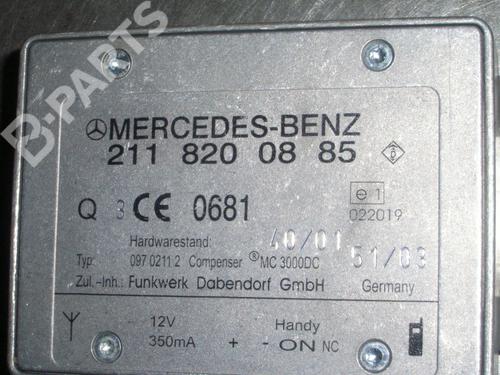 B-PARTS
MERCEDES-BENZ
211 820 08 85
Q 3 CE 0681
e1
022019
Hardwarestand: 40/01
Typ: 097 0211 2 Compenser ® MC 3000DC 51/03
Zul.-Inh.: Funkwerk Dabendorf GmbH Germany
12V Handy
350mA + - ON NC